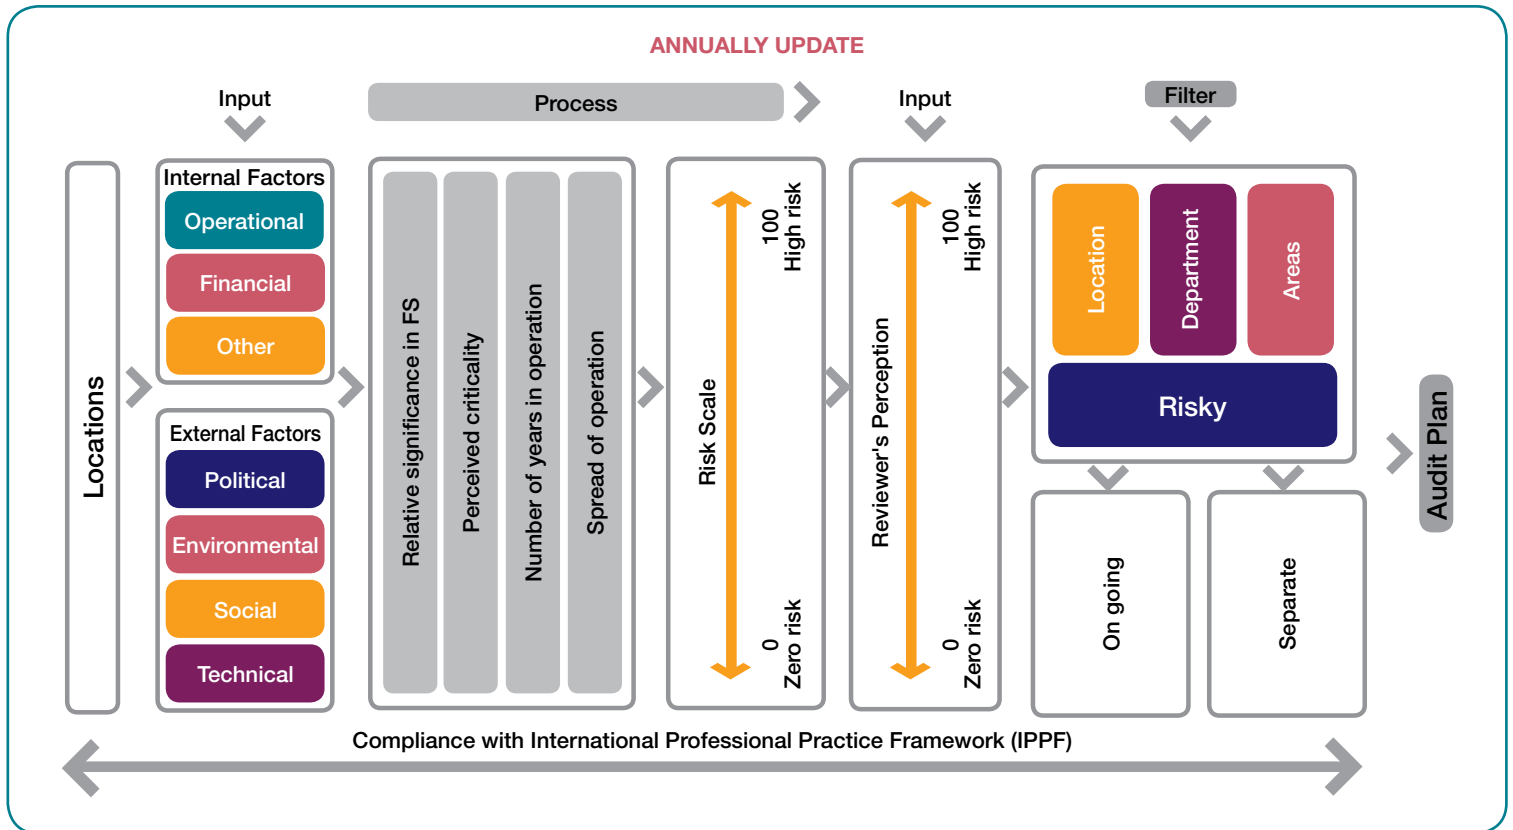 ANNUALLY UPDATE
Input
Process
Input
Filter
Locations
Internal Factors
Operational
Financial
Other
External Factors
Political
Environmental
Social
Technical
Relative significance in FS
Perceived criticality
Number of years in operation
Spread of operation
Risk Scale
100
High risk
0
Zero risk
Reviewer's Perception
100
High risk
0
Zero risk
Location
Department
Areas
Risky
On going
Separate
Audit Plan
Compliance with International Professional Practice Framework (IPPF)